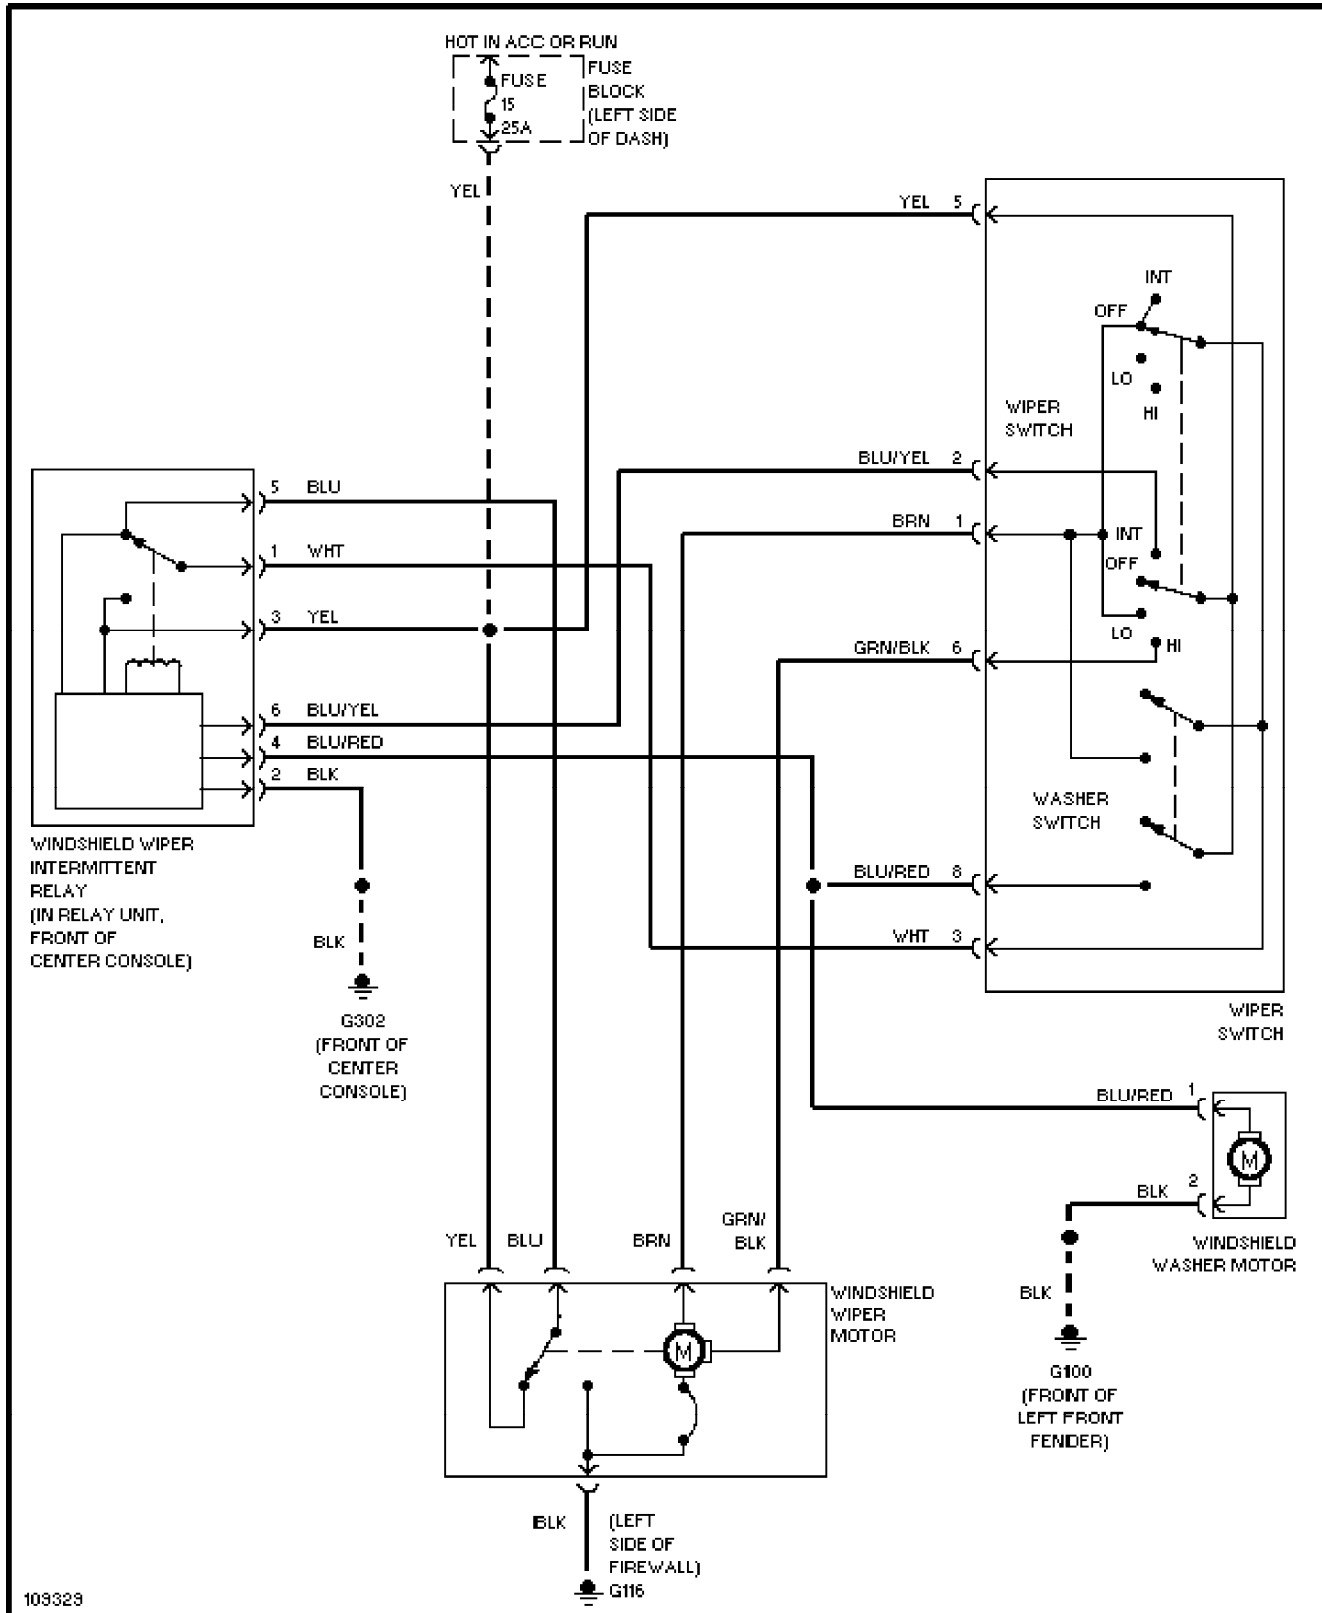 HOT IN ACC OR RUN
FUSE
15
25A
FUSE
BLOCK
(LEFT SIDE
OF DASH)
YEL
YEL 5
INT
OFF
LO
HI
WIPER
SWITCH
BLU/YEL 2
BRN 1
INT
OFF
LO
HI
GRN/BLK 6
WASHER
SWITCH
BLU/RED 8
WHT 3
WIPER
SWITCH
5 BLU
1 WHT
3 YEL
6 BLU/YEL
4 BLU/RED
2 BLK
WINDSHIELD WIPER
INTERMITTENT
RELAY
(IN RELAY UNIT,
FRONT OF
CENTER CONSOLE)
BLK
G302
(FRONT OF
CENTER
CONSOLE)
BLU/RED 1
M
BLK 2
WINDSHIELD
WASHER MOTOR
BLK
G100
(FRONT OF
LEFT FRONT
FENDER)
YEL
BLU
BRN
GRN/
BLK
M
WINDSHIELD
WIPER
MOTOR
BLK
(LEFT
SIDE OF
FIREWALL)
G116
109329